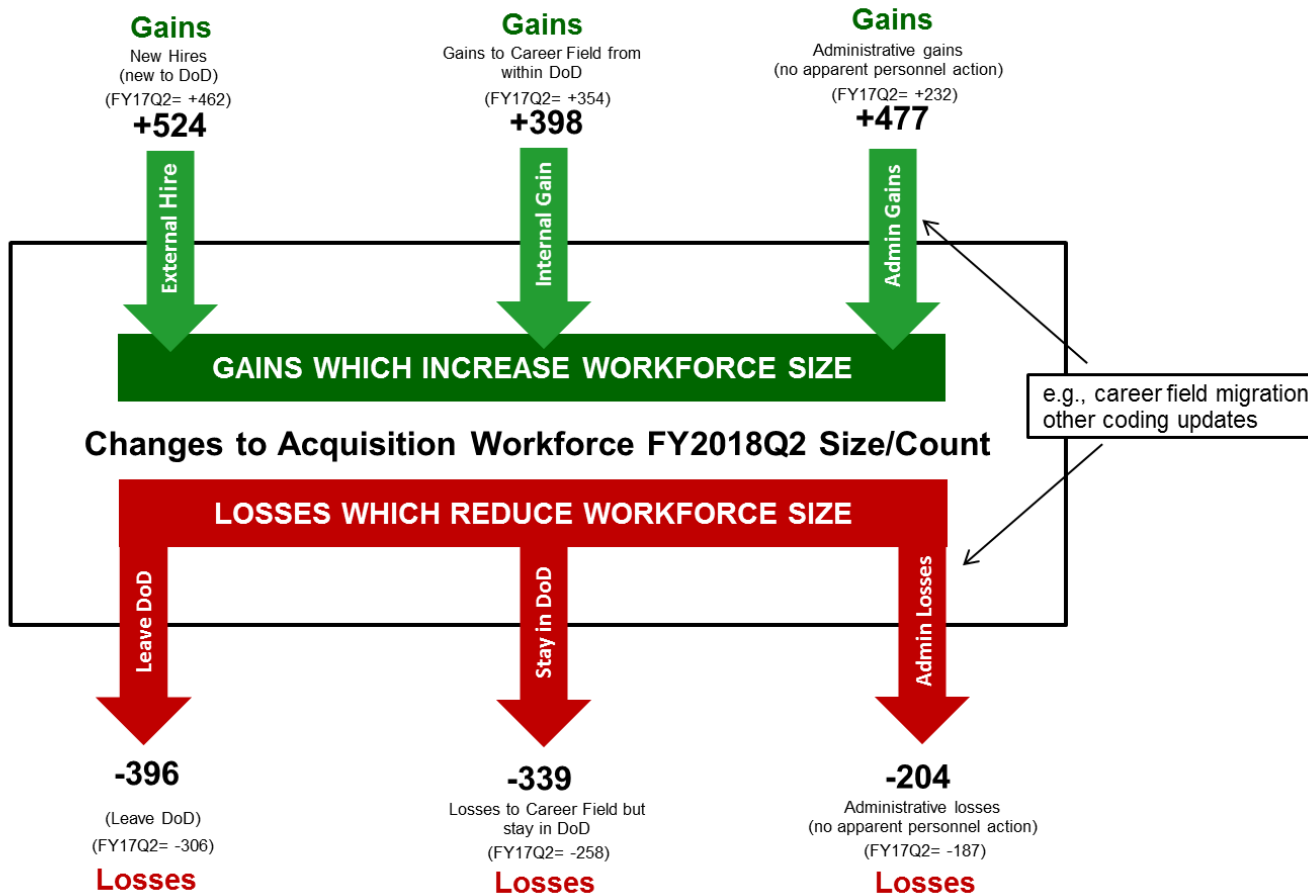 Gains
New Hires
(new to DoD)
(FY17Q2= +462)
+524
Gains
Gains to Career Field from
within DoD
(FY17Q2= +354)
+398
Gains
Administrative gains
(no apparent personnel action)
(FY17Q2= +232)
+477
External Hire
Internal Gain
Admin Gains
GAINS WHICH INCREASE WORKFORCE SIZE
e.g., career field migration
other coding updates
Changes to Acquisition Workforce FY2018Q2 Size/Count
LOSSES WHICH REDUCE WORKFORCE SIZE
Leave DoD
Stay in DoD
Admin Losses
-396
(Leave DoD)
(FY17Q2= -306)
Losses
-339
Losses to Career Field but
stay in DoD
(FY17Q2= -258)
Losses
-204
Administrative losses
(no apparent personnel action)
(FY17Q2= -187)
Losses